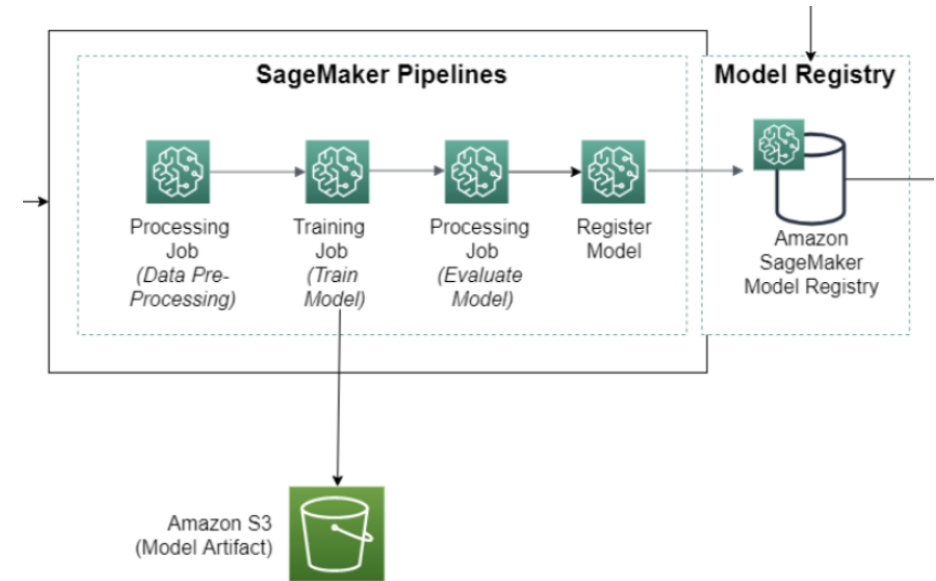 SageMaker Pipelines
Model Registry
Processing
Job
(Data Pre-
Processing)
Training
Job
(Train
Model)
Processing
Job
(Evaluate
Model)
Register
Model
Amazon
SageMaker
Model Registry
Amazon S3
(Model Artifact)